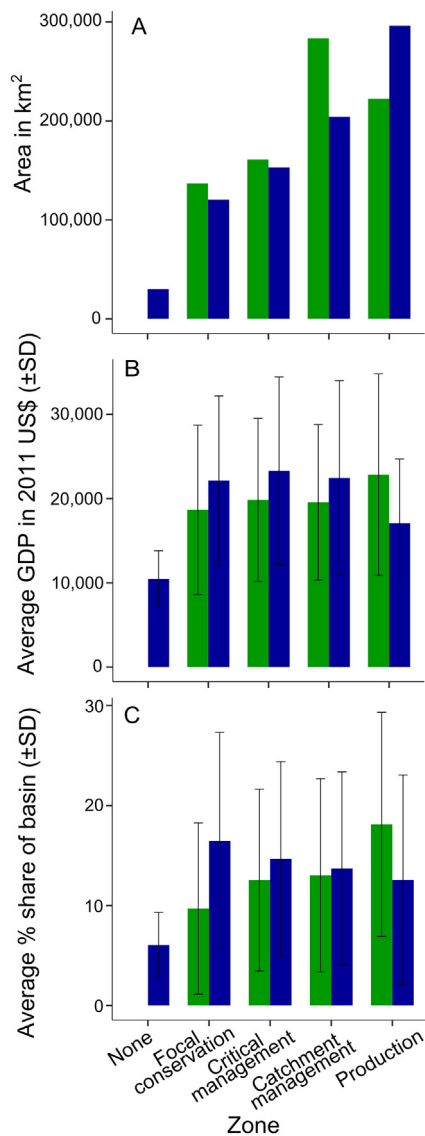 A
Area in km²
300,000
200,000
100,000
0
B
Average GDP in 2011 US$ (±SD)
30,000
20,000
10,000
0
C
Average % share of basin (±SD)
30
20
10
0
None
Focal
conservation
Critical
management
Catchment
management
Production
Zone